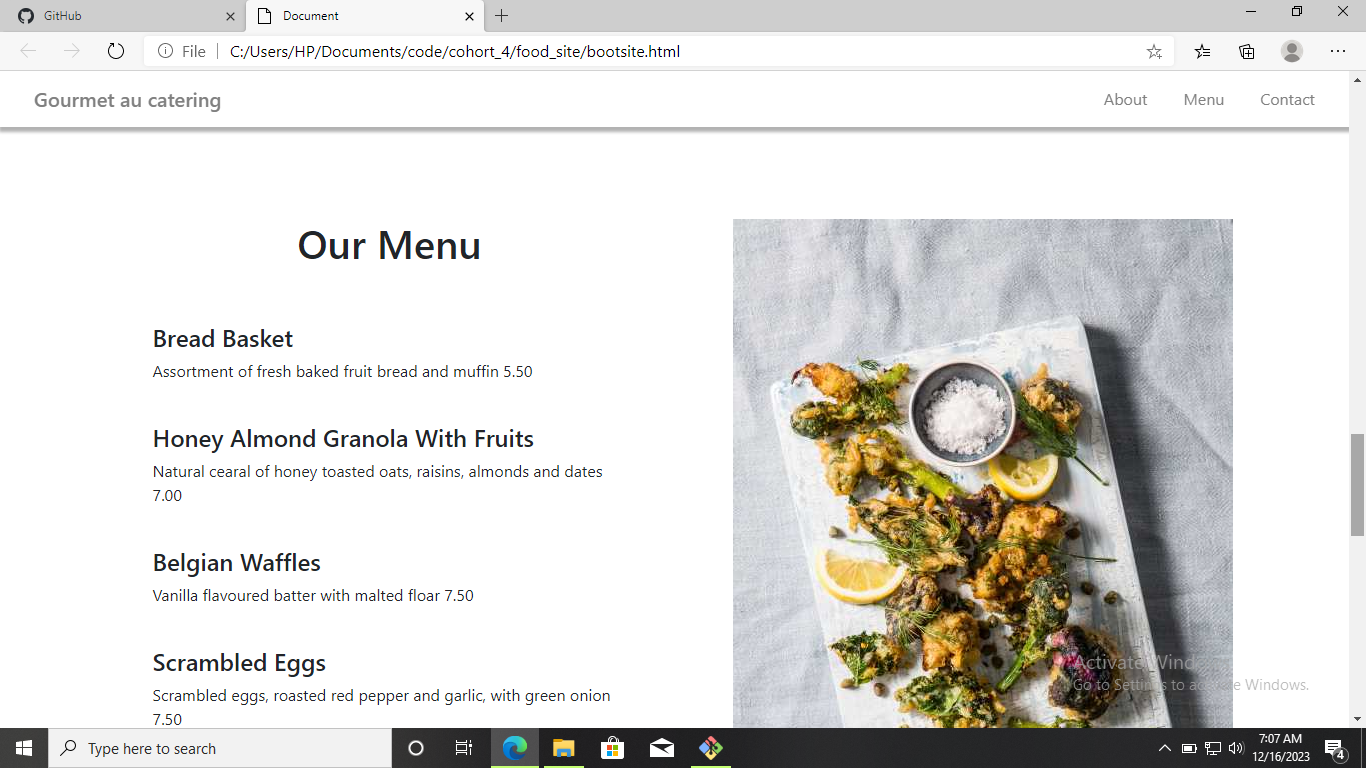 GitHub
Document
File
C:/Users/HP/Documents/code/cohort_4/food_site/bootsite.html
Gourmet au catering
About
Menu
Contact
Our Menu
Bread Basket
Assortment of fresh baked fruit bread and muffin 5.50
Honey Almond Granola With Fruits
Natural cearal of honey toasted oats, raisins, almonds and dates
7.00
Belgian Waffles
Vanilla flavoured batter with malted floar 7.50
Scrambled Eggs
Scrambled eggs, roasted red pepper and garlic, with green onion
7.50
Activate Wind
Go to Settings to activate Windows.
Type here to search
7:07 AM
12/16/2023
4